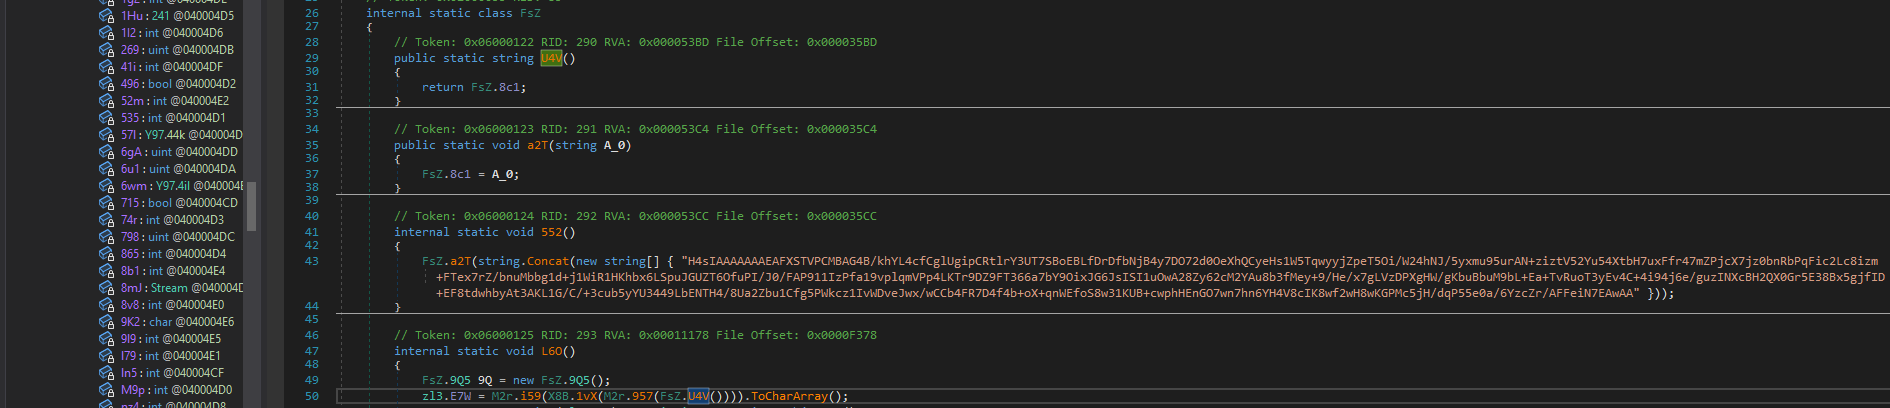 1Hu : 241 @040004D5
1I2 : int @040004D6
269 : uint @040004DB
41i : int @040004DF
496 : bool @040004D2
52m : int @040004E2
535 : int @040004D1
57I : Y97.44k @040004D
6gA : uint @040004DD
6u1 : uint @040004DA
6wm : Y97.4il @040004E
715 : bool @040004CD
74r : int @040004D3
798 : uint @040004DC
865 : int @040004D4
8b1 : int @040004E4
8mJ : Stream @040004D
8v8 : int @040004E0
9K2 : char @040004E6
9I9 : int @040004E5
I79 : int @040004E1
In5 : int @040004CF
M9p : int @040004D0
26 internal static class FsZ
27 {
28 // Token: 0x06000122 RID: 290 RVA: 0x000053BD File Offset: 0x000035BD
29 public static string U4V()
30 {
31 return FsZ.8c1;
32 }
33
34 // Token: 0x06000123 RID: 291 RVA: 0x000053C4 File Offset: 0x000035C4
35 public static void a2T(string A_0)
36 {
37 FsZ.8c1 = A_0;
38 }
39
40 // Token: 0x06000124 RID: 292 RVA: 0x000053CC File Offset: 0x000035CC
41 internal static void 552()
42 {
43 FsZ.a2T(string.Concat(new string[] { "H4sIAAAAAAAEAFXSTVPCMBAG4B/khYL4cfCglUgipCRtlrY3UT7SBoEBLfDrDfbNjB4y7DO72d0OeXhQCyeHs1W5TqwyyjZpeT5Oi/W24hNJ/5yxmu95urAN+ziztV52Yu54XtbH7uxFfr47mZPjcX7jz0bnRbPqFic2Lc8izm
+FTex7rZ/bnuMbbg1d+j1WiR1HKhbx6LSpuJGUZT6OfuPI/J0/FAP911IzPfa19vplqmVPp4LKTr9DZ9FT366a7bY9OixJG6JsISI1uOwA28Zy62cM2YAu8b3fMey+9/He/x7gLVzDPXgHW/gKbuBbuM9bL+Ea+TvRuoT3yEv4C+4i94j6e/guzINXcBH2QX0Gr5E38Bx5gjfID
+EF8tdwhbyAt3AKL1G/C/+3cub5yYU3449LbENTH4/8Ua2Zbu1Cfg5PWkcz1IvWDveJwx/wCCb4FR7D4f4b+oX+qnWEfoS8w31KUB+cwphHEnGO7wn7hn6YH4V8cIK8wf2wH8wKGPMc5jH/dqP55e0a/6YzcZr/AFFeiN7EAwAA" }));
44 }
45
46 // Token: 0x06000125 RID: 293 RVA: 0x00011178 File Offset: 0x0000F378
47 internal static void L6O()
48 {
49 FsZ.9Q5 9Q = new FsZ.9Q5();
50 zl3.E7W = M2r.i59(X8B.1vX(M2r.957(FsZ.U4V()))).ToCharArray();